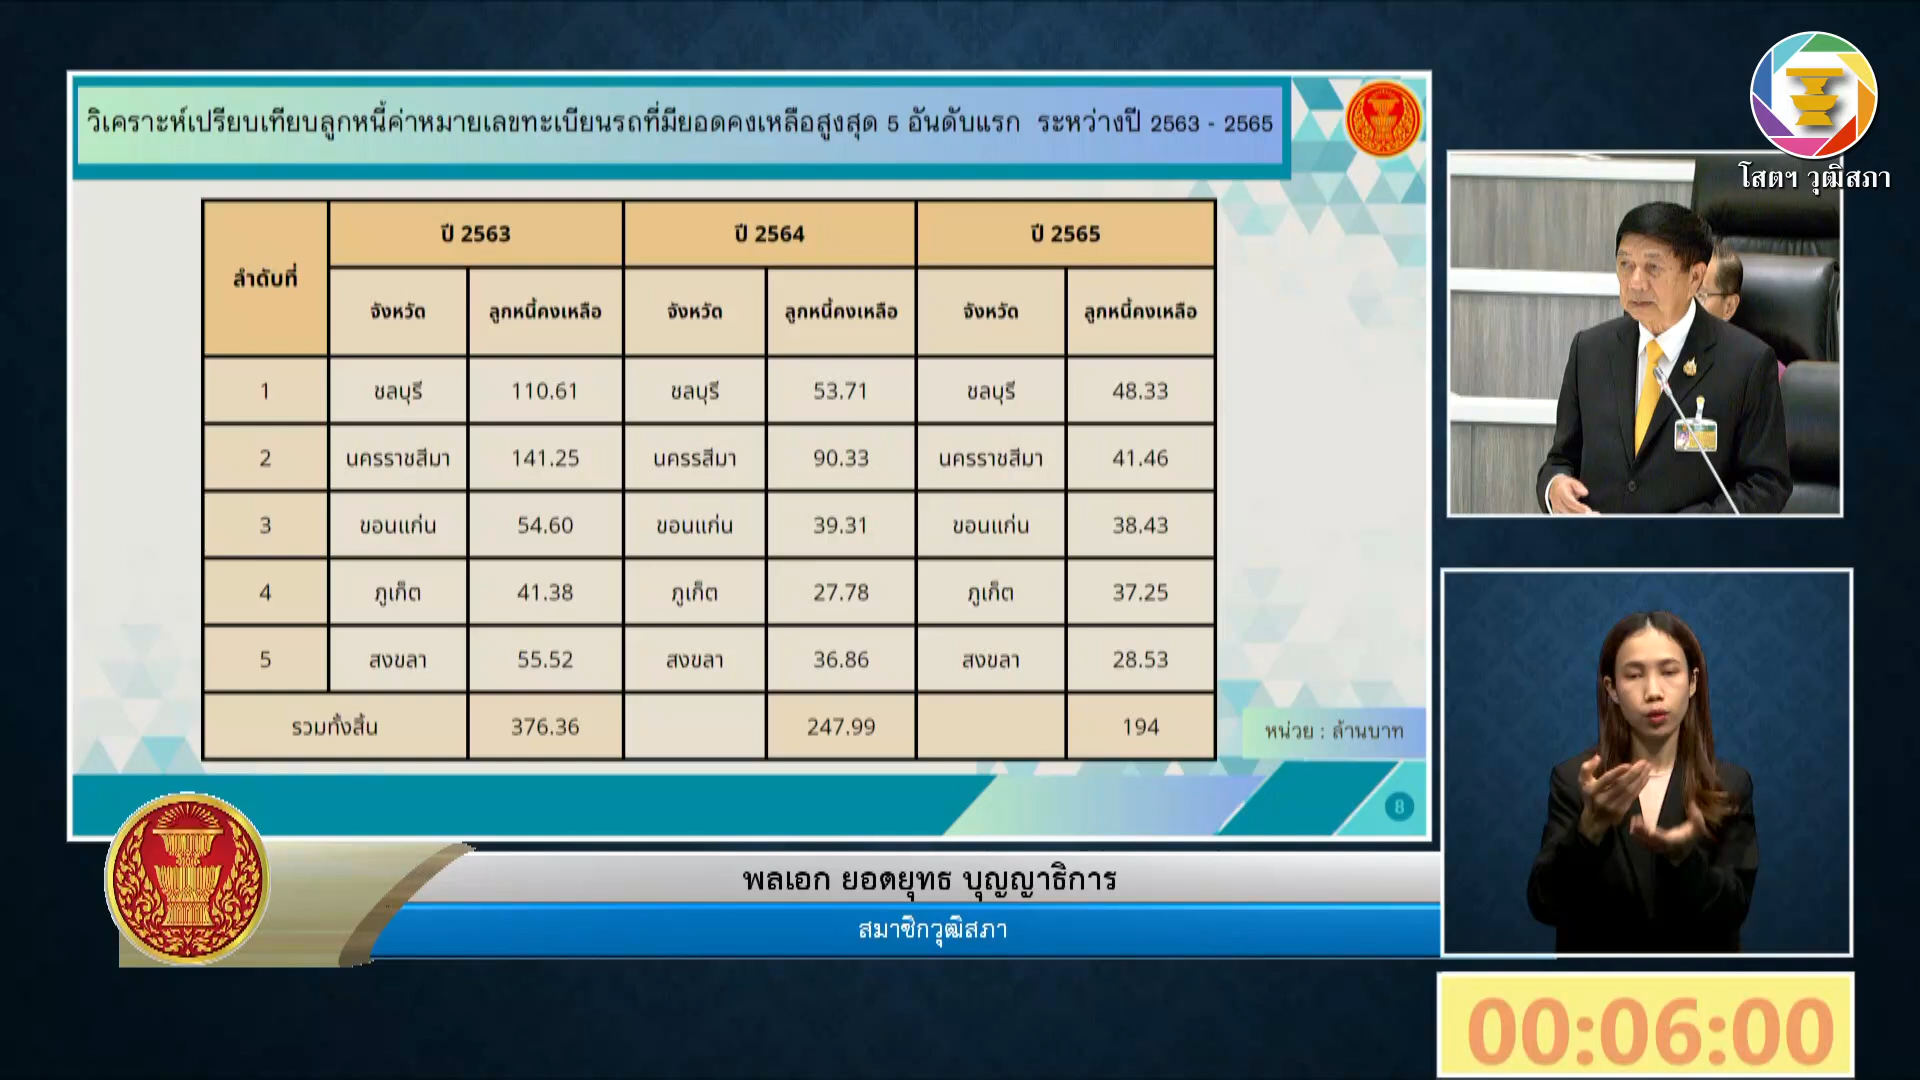 วิเคราะห์เปรียบเทียบลูกหนี้ค่าหมายเลขทะเบียนรถที่มียอดคงเหลือสูงสุด 5 อันดับแรก ระหว่างปี 2563 - 2565
โสตฯ วุฒิสภา
ลำดับที่ ปี 2563 ปี 2564 ปี 2565
จังหวัด ลูกหนี้คงเหลือ จังหวัด ลูกหนี้คงเหลือ จังหวัด ลูกหนี้คงเหลือ
1 ชลบุรี 110.61 ชลบุรี 53.71 ชลบุรี 48.33
2 นครราชสีมา 141.25 นครรสีมา 90.33 นครราชสีมา 41.46
3 ขอนแก่น 54.60 ขอนแก่น 39.31 ขอนแก่น 38.43
4 ภูเก็ต 41.38 ภูเก็ต 27.78 ภูเก็ต 37.25
5 สงขลา 55.52 สงขลา 36.86 สงขลา 28.53
รวมทั้งสิ้น 376.36 247.99 194
หน่วย : ล้านบาท
8
พลเอก ยอดยุทธ บุญญาธิการ
สมาชิกวุฒิสภา
00:06:00